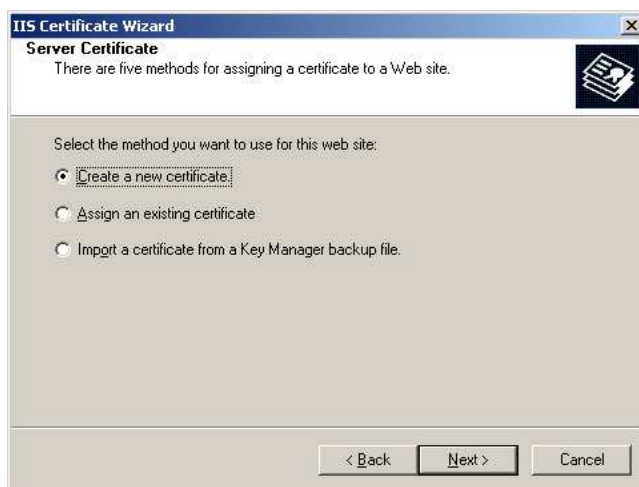 IIS Certificate Wizard
Server Certificate
There are five methods for assigning a certificate to a Web site.
Select the method you want to use for this web site:
Create a new certificate.
Assign an existing certificate
Import a certificate from a Key Manager backup file.
< Back Next > Cancel